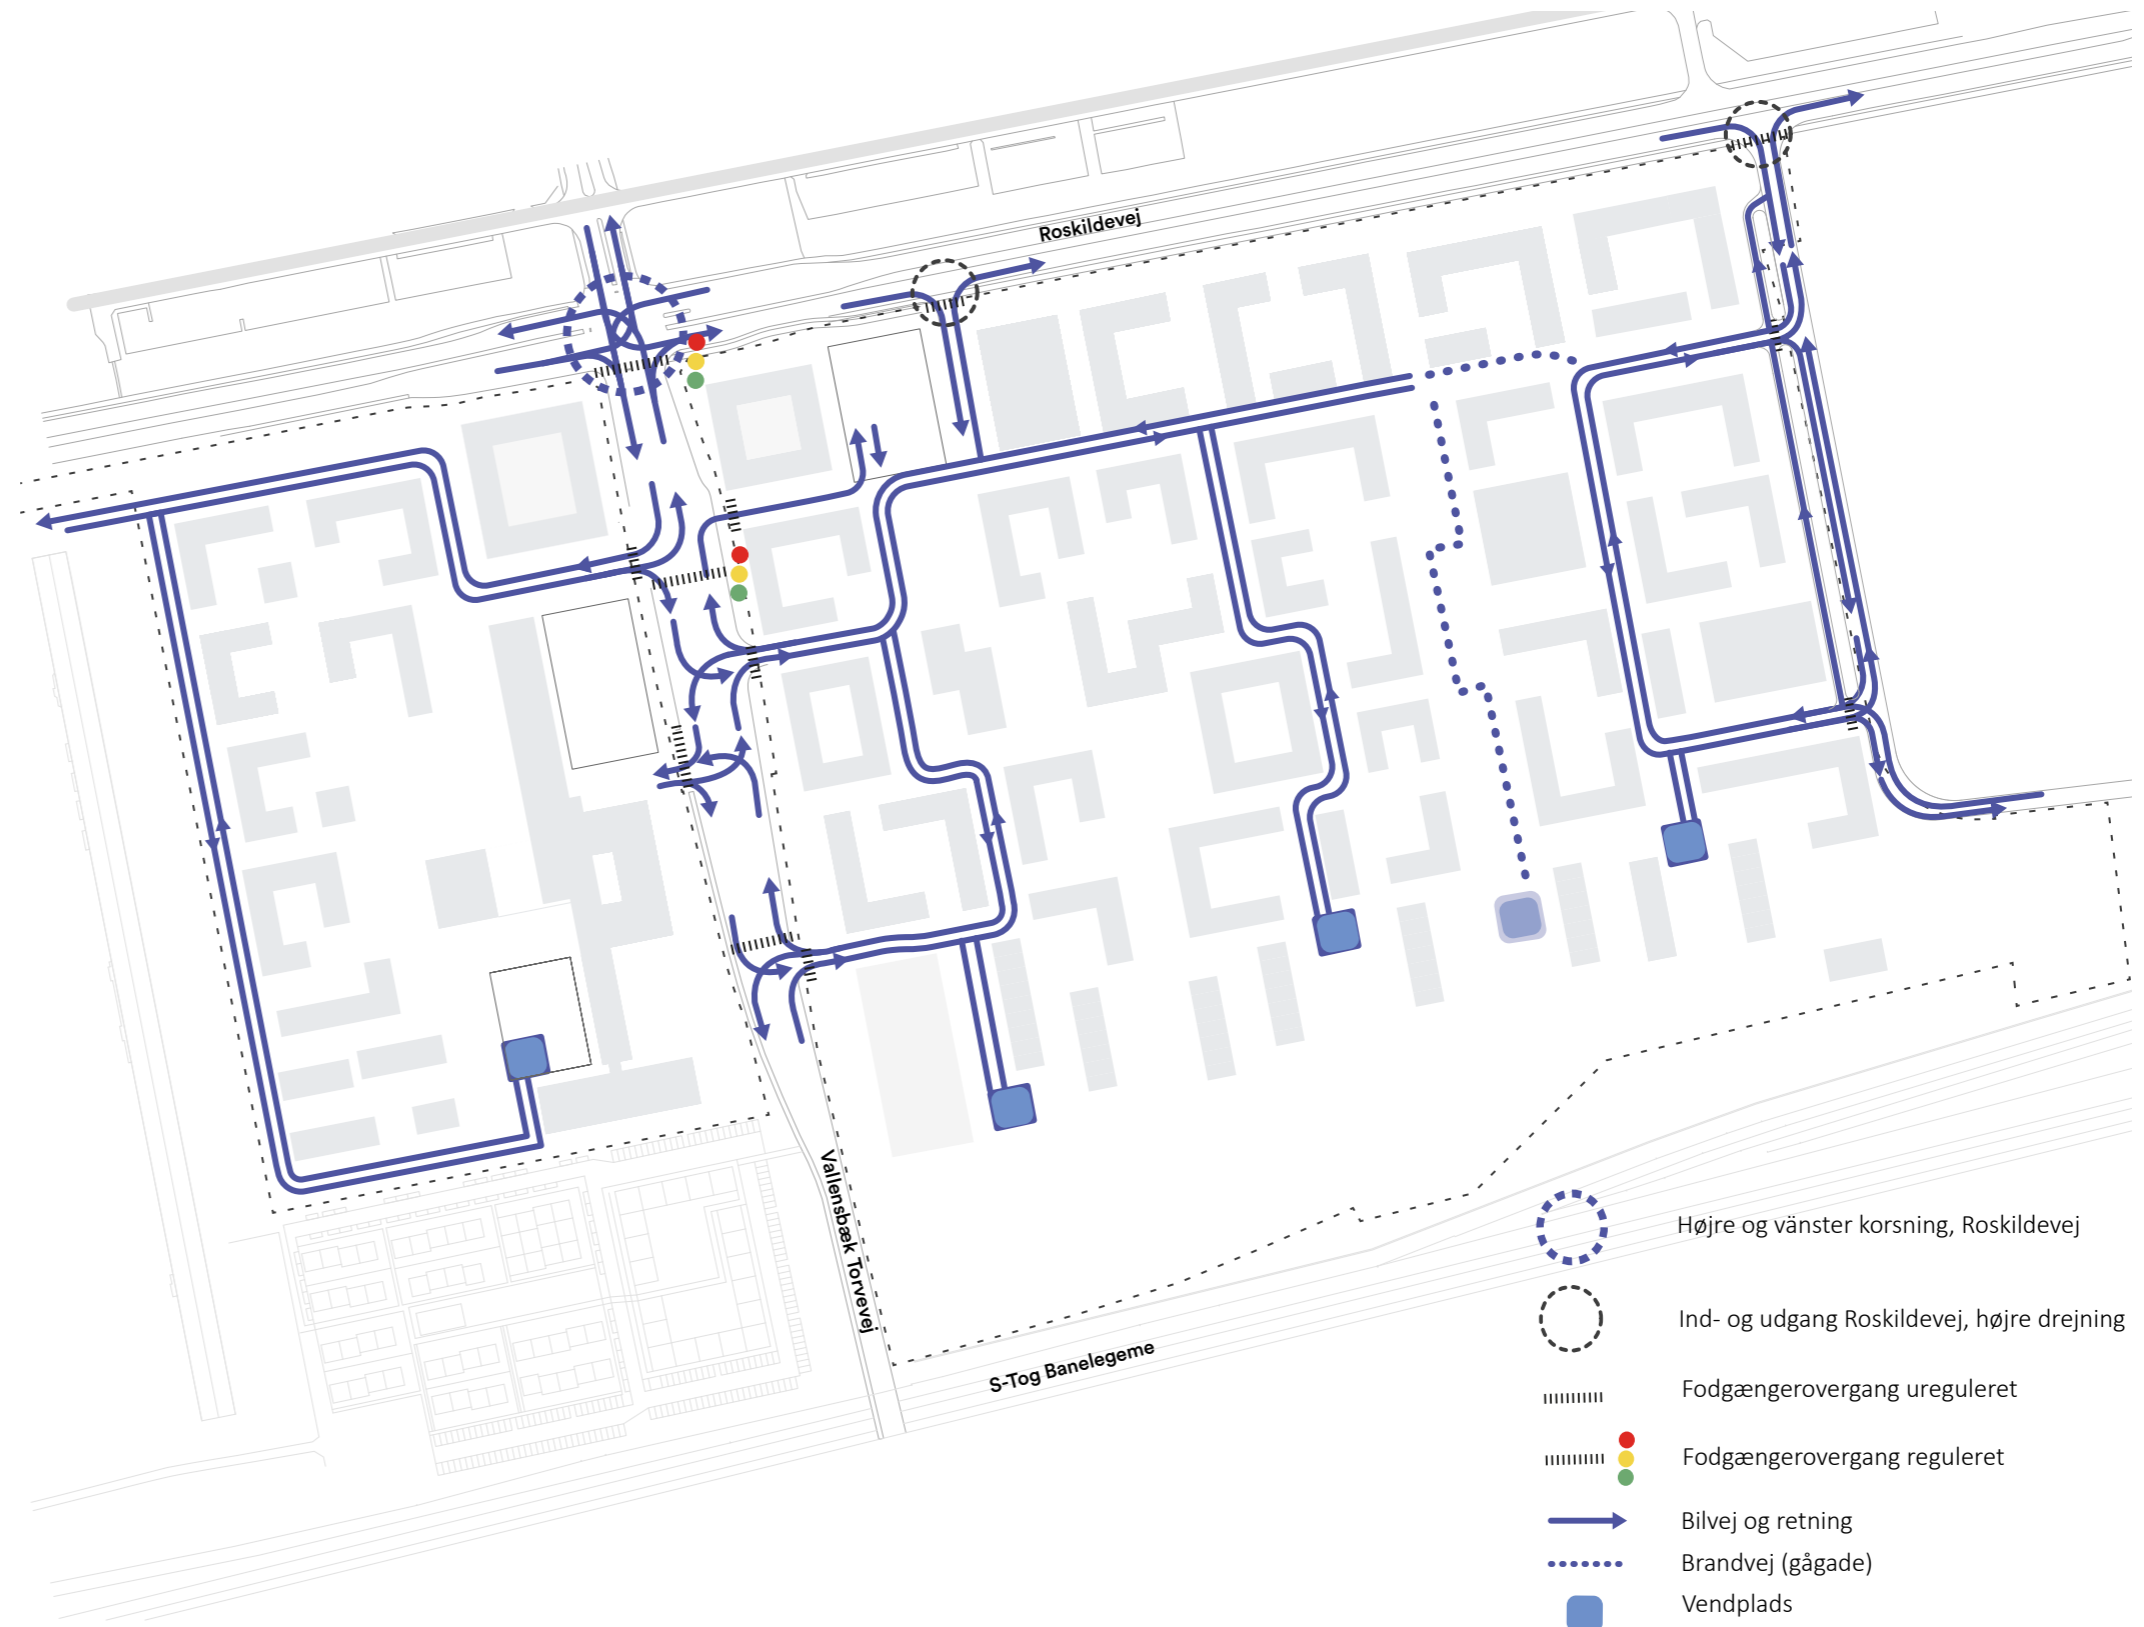 Roskildevej
Vallensbæk Torvevej
S-Tog Banelegeme
Højre og vänster korsning, Roskildevej
Ind- og udgang Roskildevej, højre drejning
Fodgængerovergang ureguleret
Fodgængerovergang reguleret
Bilvej og retning
Brandvej (gågade)
Vendplads